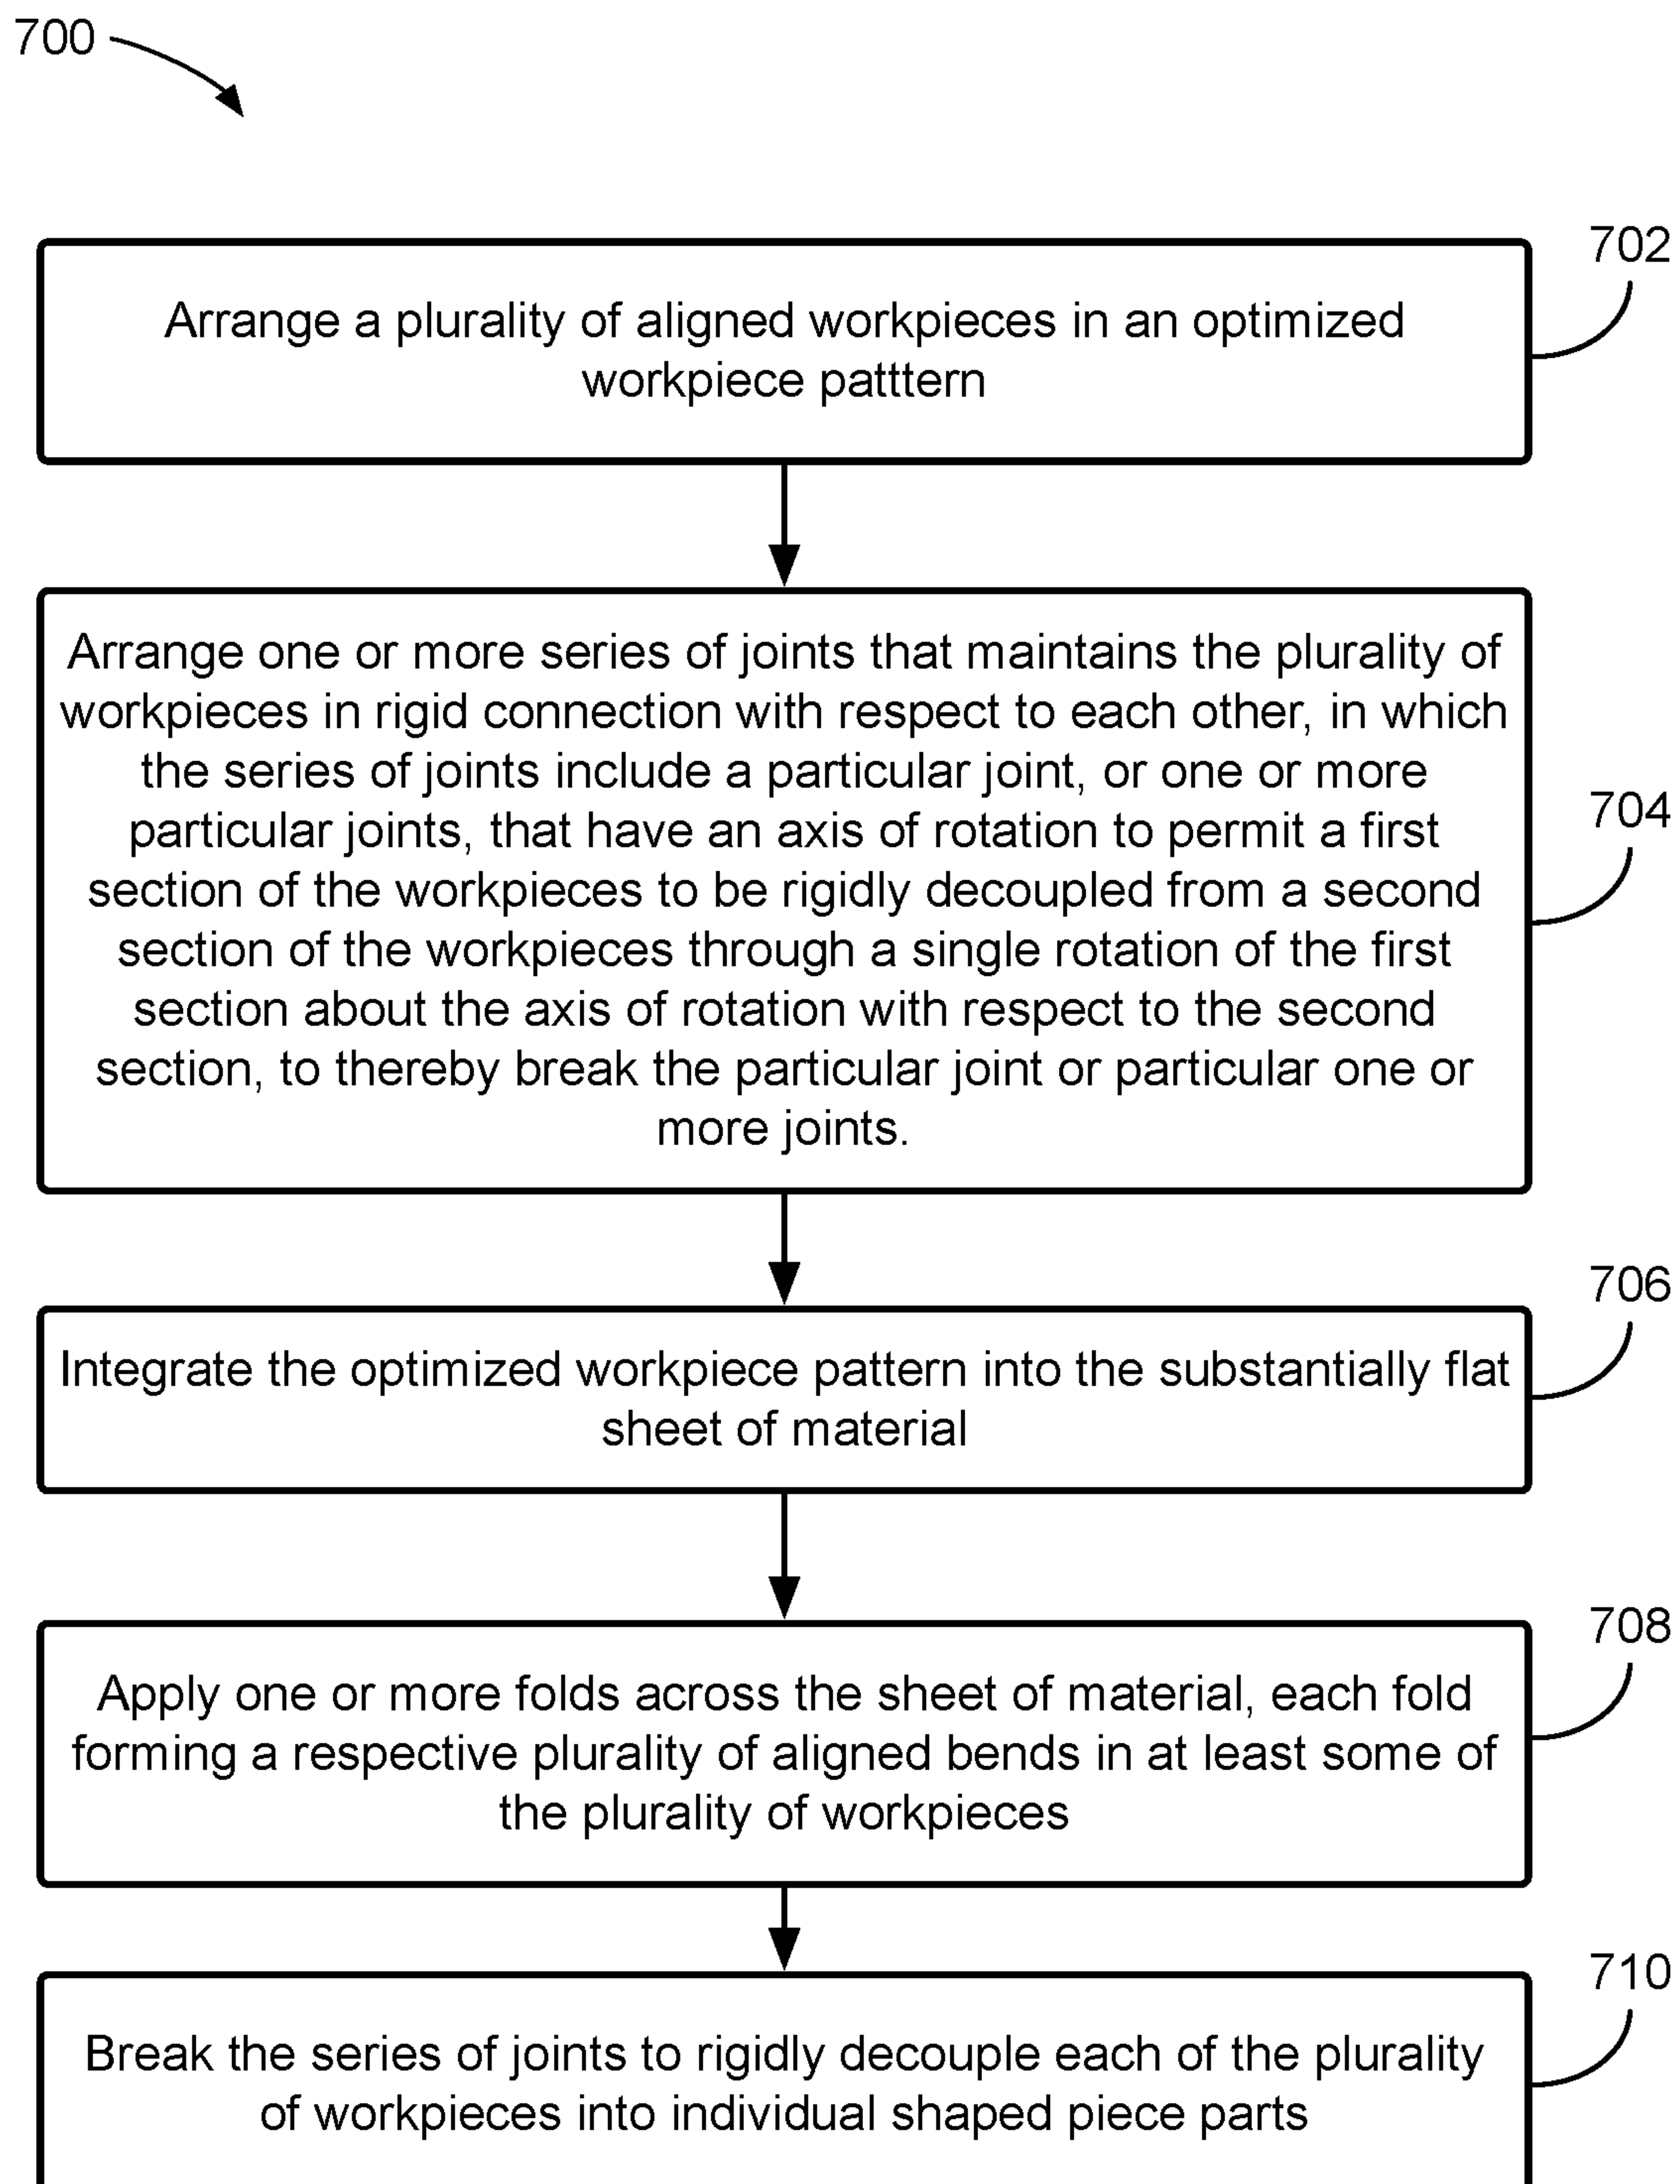 700
702
Arrange a plurality of aligned workpieces in an optimized
workpiece patttern
Arrange one or more series of joints that maintains the plurality of
workpieces in rigid connection with respect to each other, in which
the series of joints include a particular joint, or one or more
particular joints, that have an axis of rotation to permit a first
section of the workpieces to be rigidly decoupled from a second
section of the workpieces through a single rotation of the first
section about the axis of rotation with respect to the second
section, to thereby break the particular joint or particular one or
more joints.
704
706
Integrate the optimized workpiece pattern into the substantially flat
sheet of material
708
Apply one or more folds across the sheet of material, each fold
forming a respective plurality of aligned bends in at least some of
the plurality of workpieces
710
Break the series of joints to rigidly decouple each of the plurality
of workpieces into individual shaped piece parts